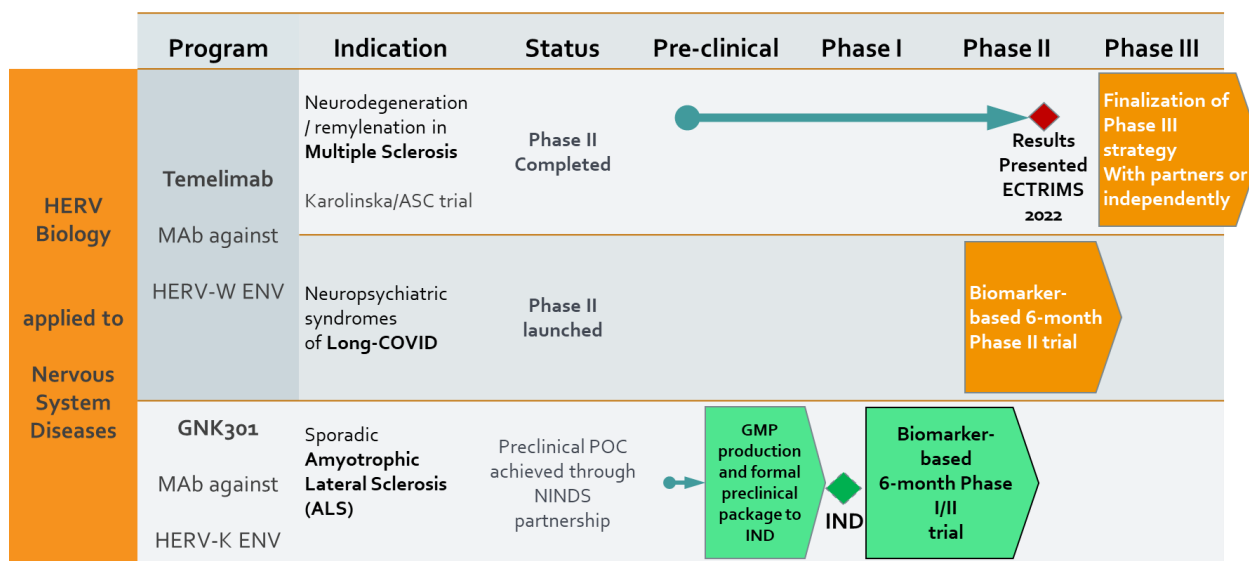 Program
Indication
Status
Pre-clinical
Phase I
Phase II
Phase III
HERV
Biology
applied to
Nervous
System
Diseases
Temelimab
MAb against
HERV-W ENV
Neurodegeneration
/ remylenation in
Multiple Sclerosis
Karolinska/ASC trial
Phase II
Completed
Results
Presented
ECTRIMS
2022
Finalization of
Phase III
strategy
With partners or
independently
Neuropsychiatric
syndromes
of Long-COVID
Phase II
launched
Biomarker-
based 6-month
Phase II trial
GNK301
MAb against
HERV-K ENV
Sporadic
Amyotrophic
Lateral Sclerosis
(ALS)
Preclinical POC
achieved through
NINDS
partnership
GMP
production
and formal
preclinical
package to
IND
IND
Biomarker-
based
6-month Phase
I/II
trial